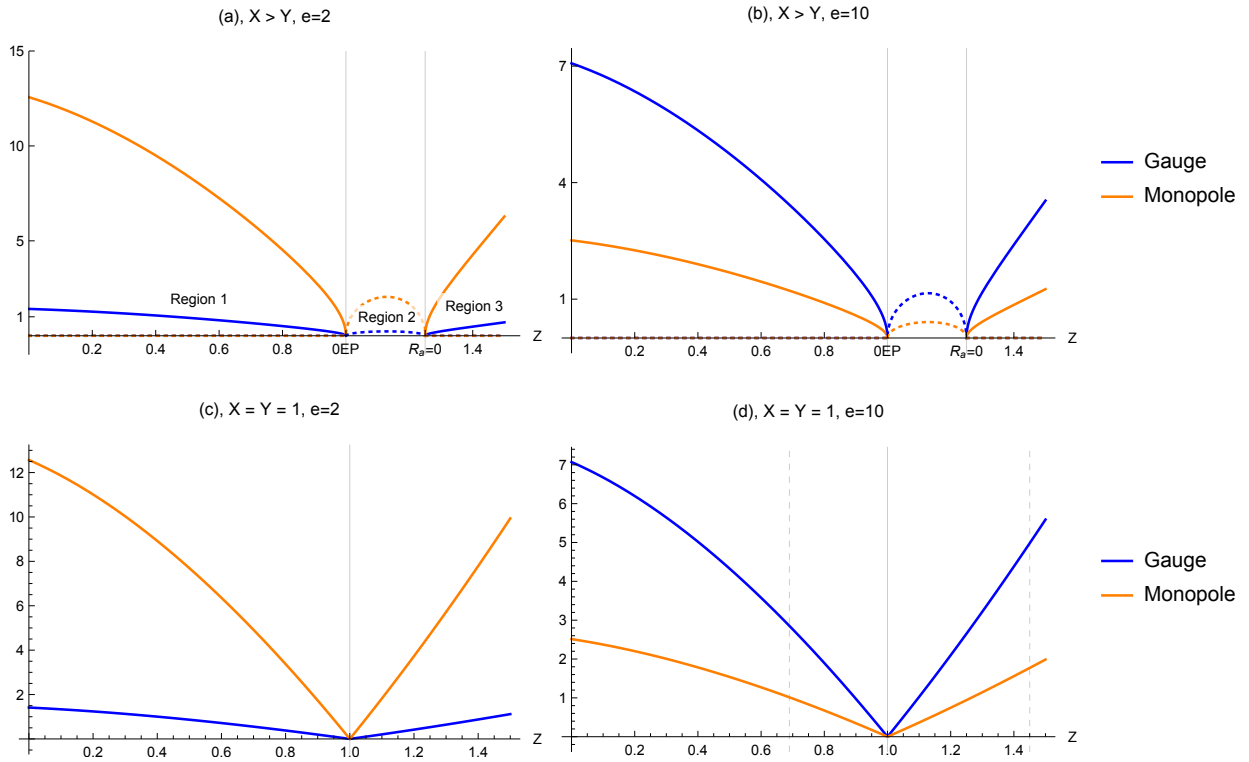 (a), X > Y, e=2
15
10
5
1
Region 1
Region 2
Region 3
0.2
0.4
0.6
0.8
0EP
Rₐ=0
1.4
Z
(b), X > Y, e=10
7
4
1
0.2
0.4
0.6
0.8
0EP
Rₐ=0
1.4
Z
Gauge
Monopole
(c), X = Y = 1, e=2
12
10
8
6
4
2
0.2
0.4
0.6
0.8
1.0
1.2
1.4
Z
(d), X = Y = 1, e=10
7
6
5
4
3
2
1
0.2
0.4
0.6
0.8
1.0
1.2
1.4
Z
Gauge
Monopole